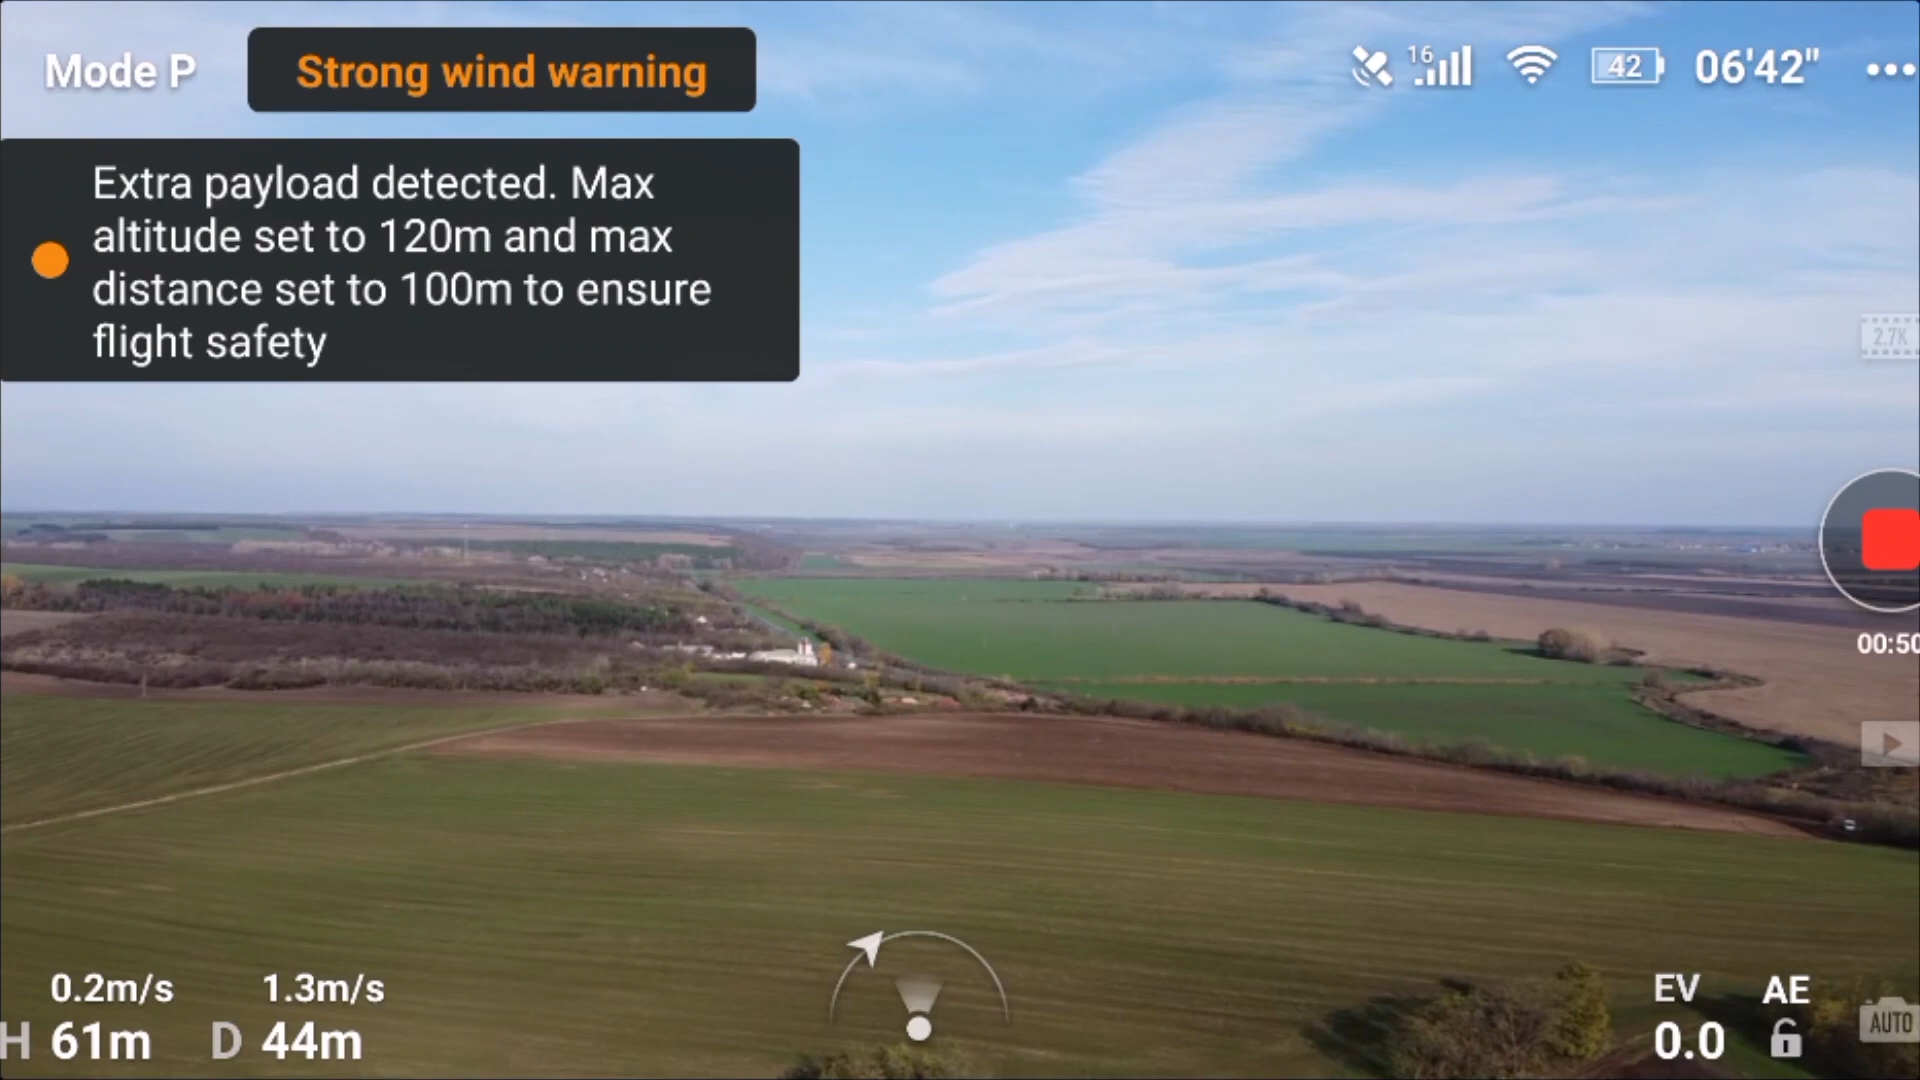 Mode P
Strong wind warning
16
42
06'42"
Extra payload detected. Max
altitude set to 120m and max
distance set to 100m to ensure
flight safety
2.7K
00:50
0.2m/s 1.3m/s
H 61m D 44m
EV AE
0.0
AUTO